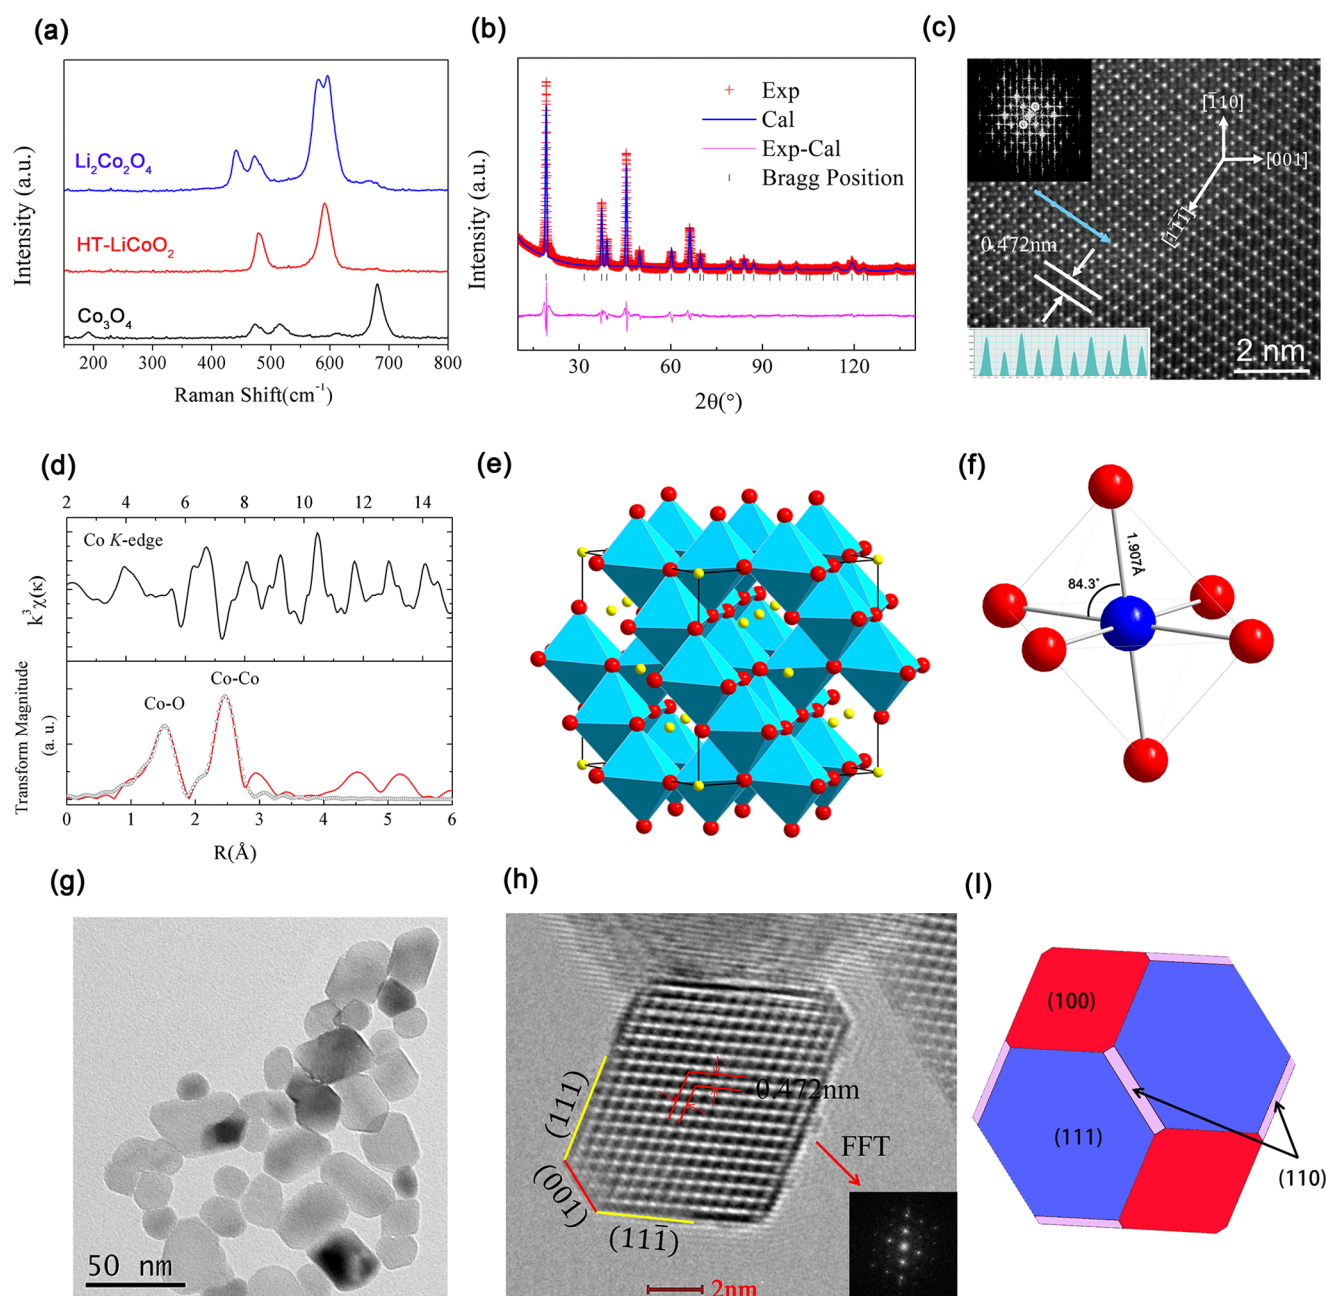 (a)
Intensity (a.u.)
Li₂Co₂O₄
HT-LiCoO₂
Co₃O₄
200 300 400 500 600 700 800
Raman Shift(cm⁻¹)
(b)
Intensity (a.u.)
Exp
Cal
Exp-Cal
Bragg Position
30 60 90 120
2θ(°)
(c)
[1̅10]
[001]
[11̅1]
0.472nm
2 nm
(d)
2 4 6 8 10 12 14
Co K-edge
k³χ(κ)
Co-Co
Co-O
Transform Magnitude
(a. u.)
0 1 2 3 4 5 6
R(Å)
(e)
(f)
1.907Å
84.3°
(g)
50 nm
(h)
0.472nm
(111)
(001)
(111̅)
FFT
2nm
(I)
(100)
(111)
(110)